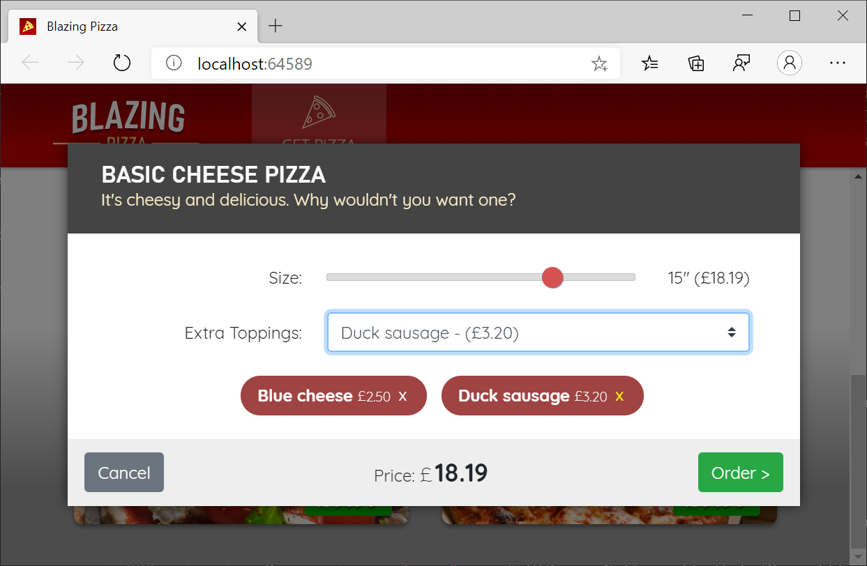 Blazing Pizza
localhost:64589
BLAZING
PIZZA
GET PIZZA
BASIC CHEESE PIZZA
It's cheesy and delicious. Why wouldn't you want one?
Size:
15" (£18.19)
Extra Toppings:
Duck sausage - (£3.20)
Blue cheese £2.50 x
Duck sausage £3.20 x
Cancel
Price: £18.19
Order >